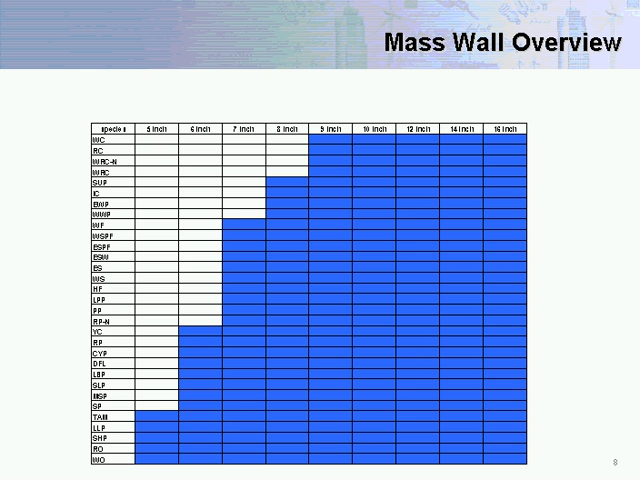 Mass Wall Overview
species 5 inch 6 inch 7 inch 8 inch 9 inch 10 inch 12 inch 14 inch 16 inch
WC
RC
WRC-N
WRC
SUP
IC
EWP
WWP
WF
WSPF
ESPF
ESW
ES
WS
HF
LPP
PP
RP-N
YC
RP
CYP
DFL
LBP
SLP
MSP
SP
TAM
LLP
SHP
RO
WO
8